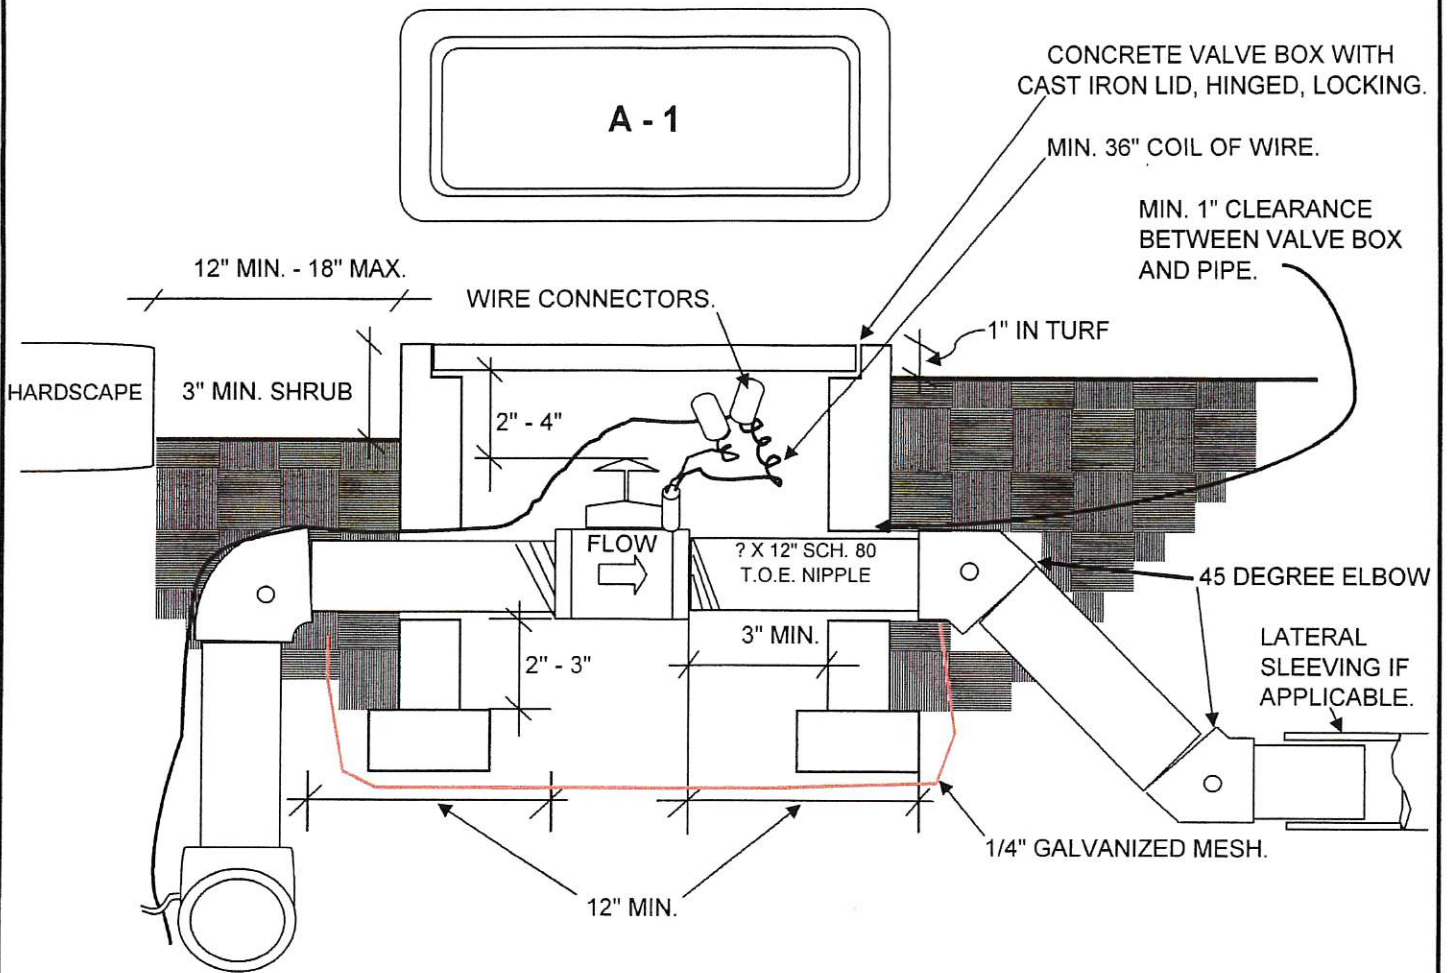 A - 1
CONCRETE VALVE BOX WITH
CAST IRON LID, HINGED, LOCKING.
MIN. 36" COIL OF WIRE.
MIN. 1" CLEARANCE
BETWEEN VALVE BOX
AND PIPE.
12" MIN. - 18" MAX.
WIRE CONNECTORS.
1" IN TURF
HARDSCAPE
3" MIN. SHRUB
2" - 4"
FLOW
? X 12" SCH. 80
T.O.E. NIPPLE
45 DEGREE ELBOW
3" MIN.
2" - 3"
LATERAL
SLEEVING IF
APPLICABLE.
1/4" GALVANIZED MESH.
12" MIN.